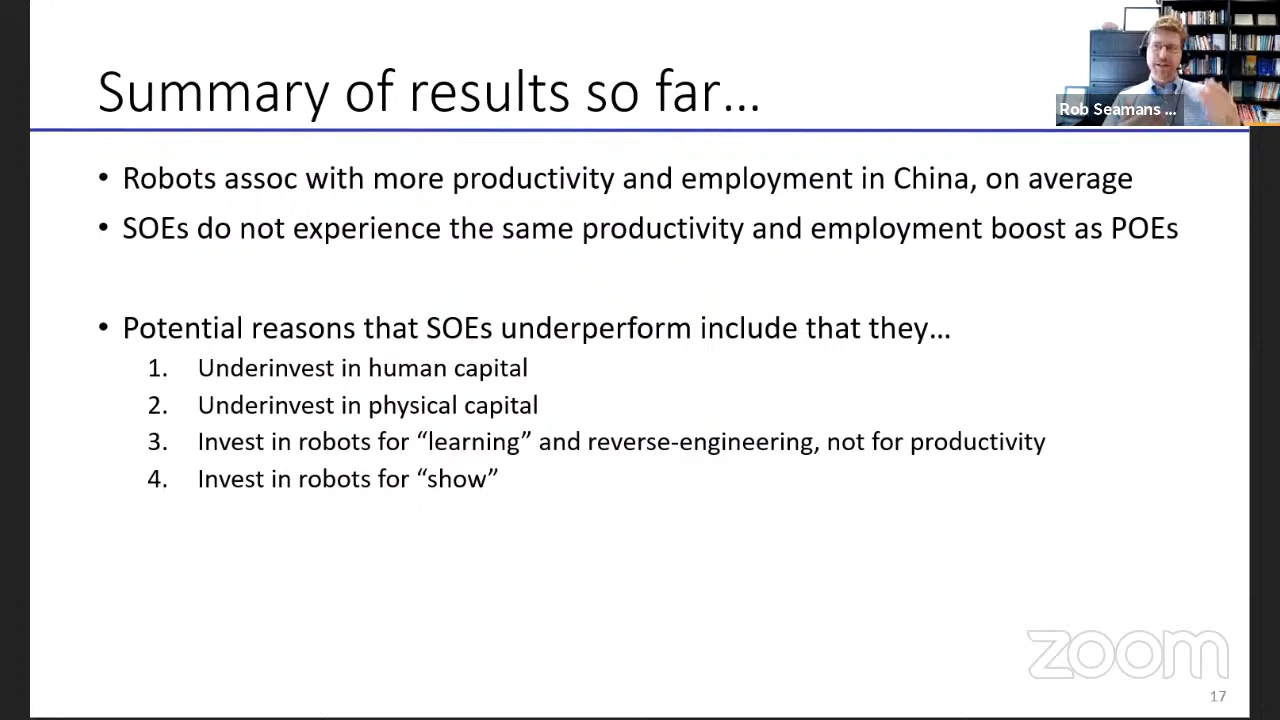 Summary of results so far...
Rob Seamans ...
• Robots assoc with more productivity and employment in China, on average
• SOEs do not experience the same productivity and employment boost as POEs
• Potential reasons that SOEs underperform include that they...
1. Underinvest in human capital
2. Underinvest in physical capital
3. Invest in robots for “learning” and reverse-engineering, not for productivity
4. Invest in robots for “show”
zoom
17